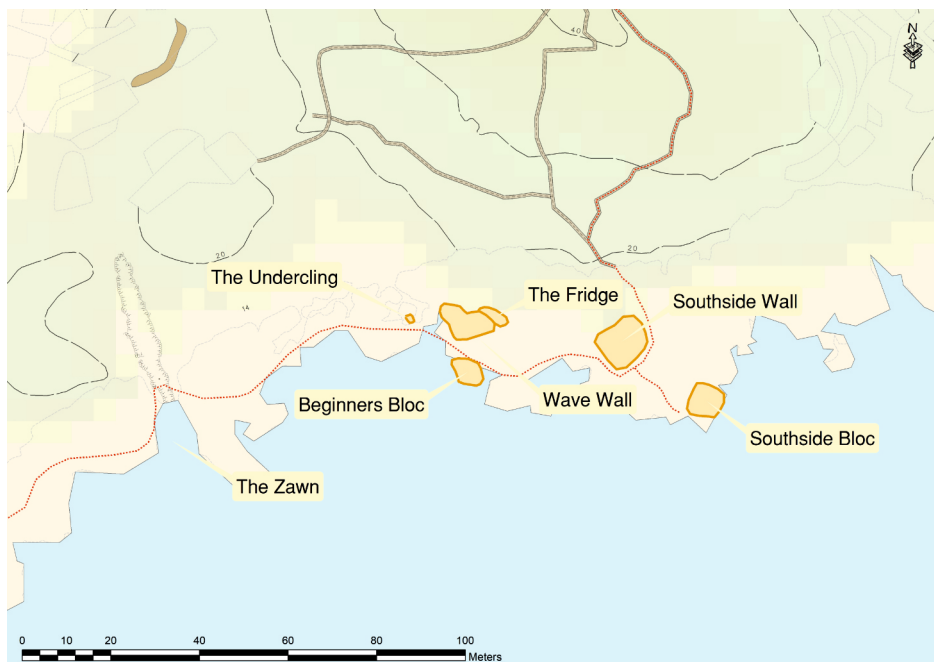 N
40
20
20
14
The Undercling
The Fridge
Southside Wall
Beginners Bloc
Wave Wall
Southside Bloc
The Zawn
0 10 20 40 60 80 100
Meters